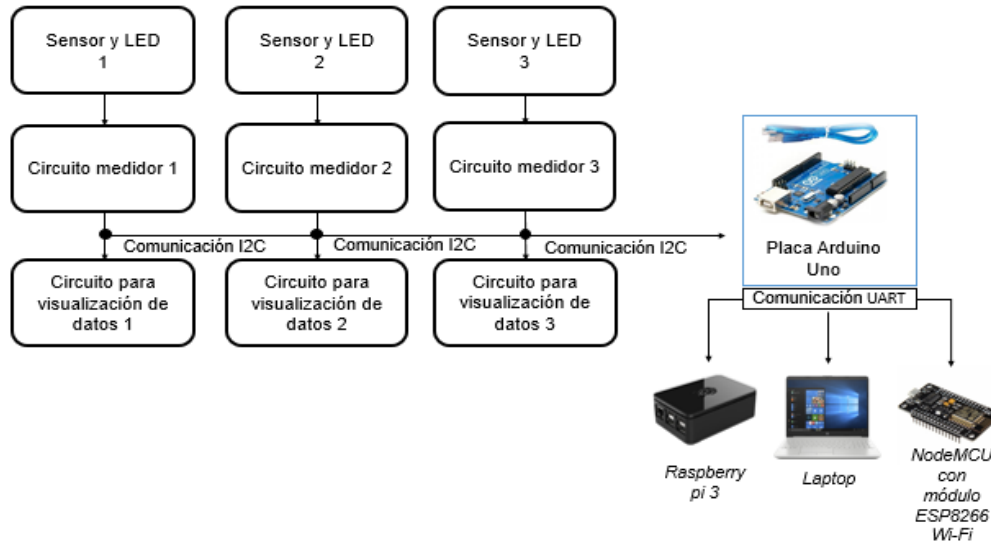 Sensor y LED
1
Sensor y LED
2
Sensor y LED
3
Circuito medidor 1
Circuito medidor 2
Circuito medidor 3
Comunicación I2C
Comunicación I2C
Comunicación I2C
Circuito para
visualización de
datos 1
Circuito para
visualización de
datos 2
Circuito para
visualización de
datos 3
Placa Arduino
Uno
Comunicación UART
Raspberry
pi 3
Laptop
NodeMCU
con
módulo
ESP8266
Wi-Fi